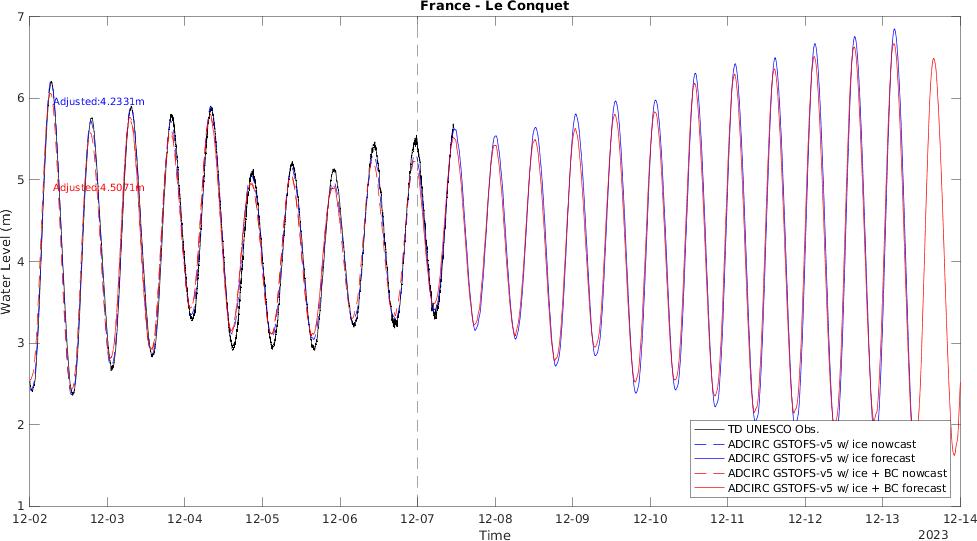 France - Le Conquet
7
6
5
4
3
2
1
Water Level (m)
Adjusted:4.2331m
Adjusted:4.5071m
TD UNESCO Obs.
ADCIRC GSTOFS-v5 w/ ice nowcast
ADCIRC GSTOFS-v5 w/ ice forecast
ADCIRC GSTOFS-v5 w/ ice + BC nowcast
ADCIRC GSTOFS-v5 w/ ice + BC forecast
12-02 12-03 12-04 12-05 12-06 12-07 12-08 12-09 12-10 12-11 12-12 12-13 12-14
Time
2023